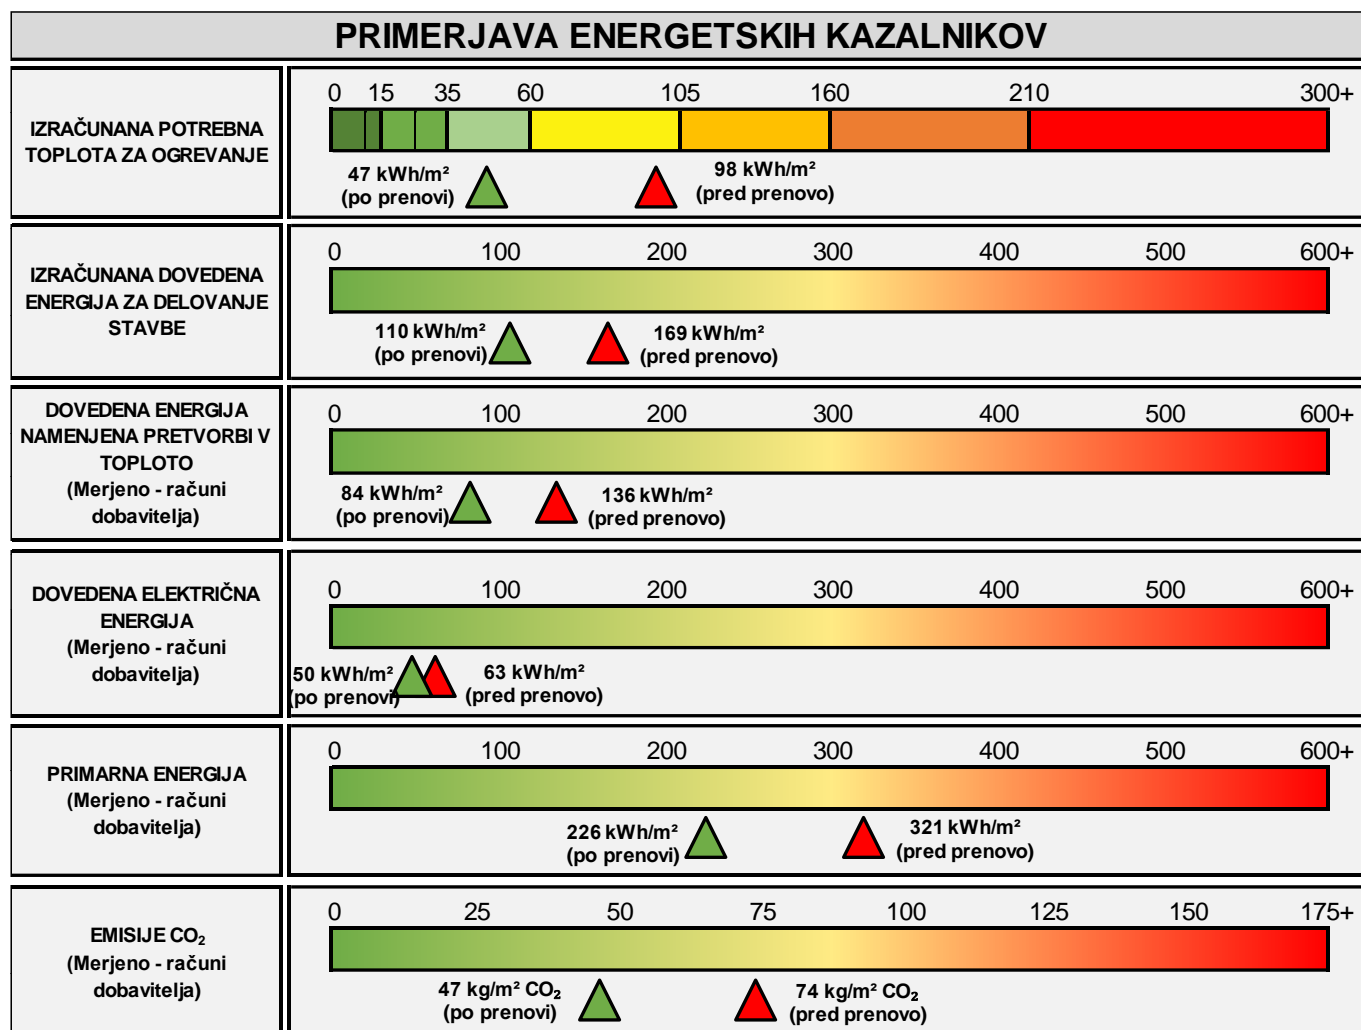 PRIMERJAVA ENERGETSKIH KAZALNIKOV
IZRAČUNANA POTREBNA
TOPLOTA ZA OGREVANJE
0 15 35 60 105 160 210 300+
47 kWh/m²
(po prenovi)
98 kWh/m²
(pred prenovo)
IZRAČUNANA DOVEDENA
ENERGIJA ZA DELOVANJE
STAVBE
0 100 200 300 400 500 600+
110 kWh/m²
(po prenovi)
169 kWh/m²
(pred prenovo)
DOVEDENA ENERGIJA
NAMENJENA PRETVORBI V
TOPLOTO
(Merjeno - računi
dobavitelja)
0 100 200 300 400 500 600+
84 kWh/m²
(po prenovi)
136 kWh/m²
(pred prenovo)
DOVEDENA ELEKTRIČNA
ENERGIJA
(Merjeno - računi
dobavitelja)
0 100 200 300 400 500 600+
50 kWh/m²
(po prenovi)
63 kWh/m²
(pred prenovo)
PRIMARNA ENERGIJA
(Merjeno - računi
dobavitelja)
0 100 200 300 400 500 600+
226 kWh/m²
(po prenovi)
321 kWh/m²
(pred prenovo)
EMISIJE CO₂
(Merjeno - računi
dobavitelja)
0 25 50 75 100 125 150 175+
47 kg/m² CO₂
(po prenovi)
74 kg/m² CO₂
(pred prenovo)